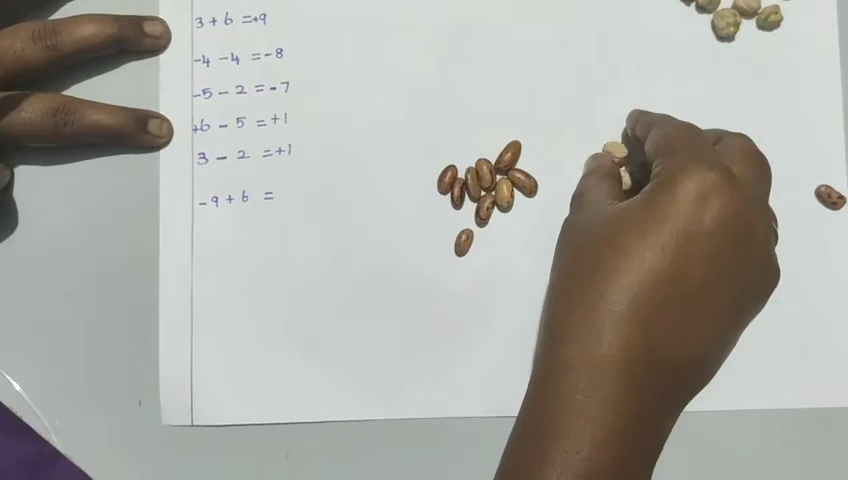 3 + 6 = +9
-4 - 4 = -8
-5 - 2 = -7
+6 - 5 = +1
3 - 2 = +1
-9 + 6 =